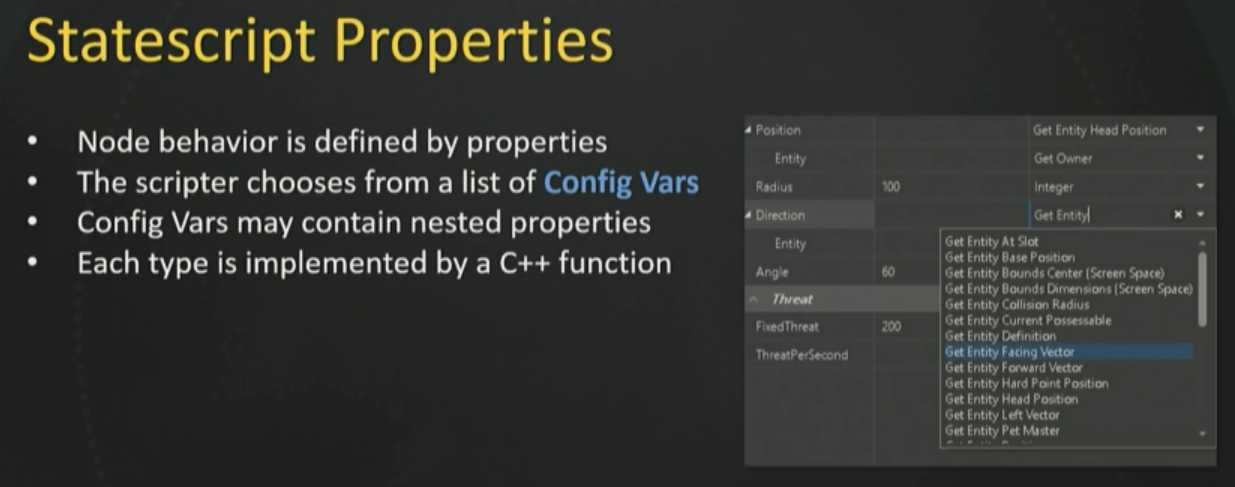 Statescript Properties
• Node behavior is defined by properties
• The scripter chooses from a list of Config Vars
• Config Vars may contain nested properties
• Each type is implemented by a C++ function
Position Get Entity Head Position
Entity Get Owner
Radius 100 Integer
Direction Get Entity
Entity
Angle 60
Threat
FixedThreat 200
ThreatPerSecond
Get Entity At Slot
Get Entity Base Position
Get Entity Bounds Center (Screen Space)
Get Entity Bounds Dimensions (Screen Space)
Get Entity Collision Radius
Get Entity Current Possessable
Get Entity Definition
Get Entity Facing Vector
Get Entity Forward Vector
Get Entity Hard Point Position
Get Entity Head Position
Get Entity Left Vector
Get Entity Pet Master